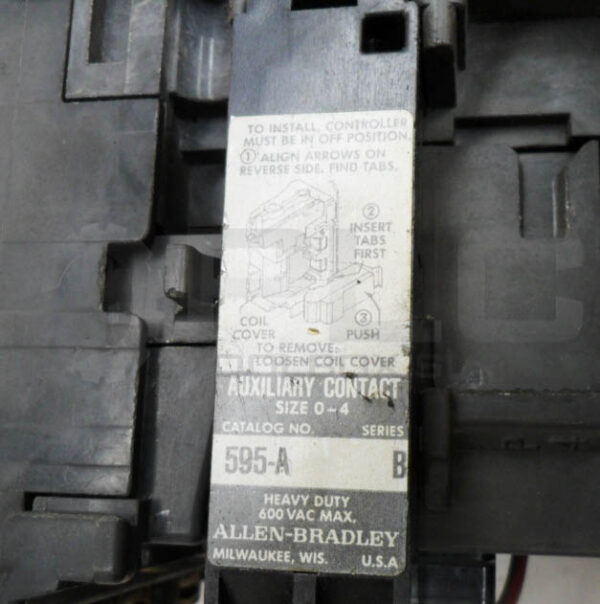 TO INSTALL, CONTROLLER
MUST BE IN OFF POSITION.
① ALIGN ARROWS ON
REVERSE SIDE. FIND TABS.
②
INSERT
TABS
FIRST
COIL
COVER
③
PUSH
TO REMOVE:
LOOSEN COIL COVER
AUXILIARY CONTACT
SIZE 0-4
CATALOG NO. SERIES
595-A B
HEAVY DUTY
600 VAC MAX.
ALLEN-BRADLEY
MILWAUKEE, WIS. U.S.A